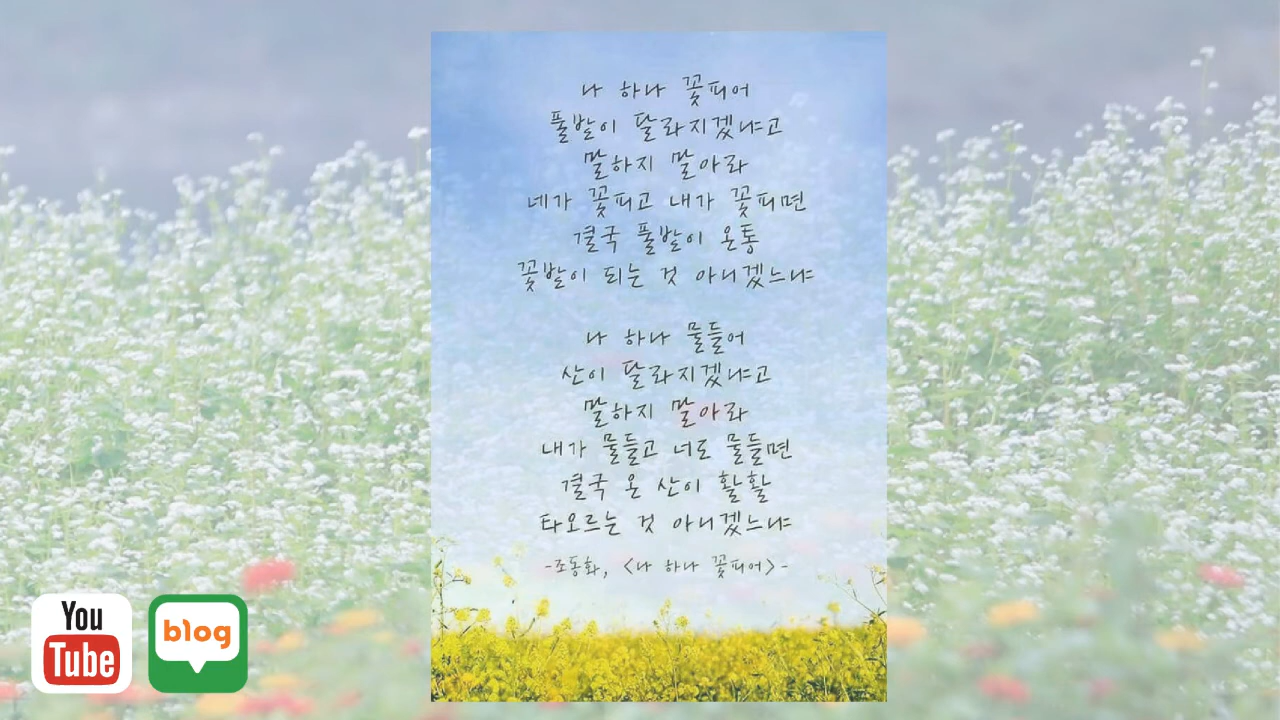 나 하나 꽃피어
풀밭이 달라지겠냐고
말하지 말아라
네가 꽃피고 내가 꽃피면
결국 풀밭이 온통
꽃밭이 되는 것 아니겠느냐
나 하나 물들어
산이 달라지겠냐고
말하지 말아라
내가 물들고 너도 물들면
결국 온 산이 활활
타오르는 것 아니겠느냐
-조동화, <나 하나 꽃피어>-
You
Tube
blog